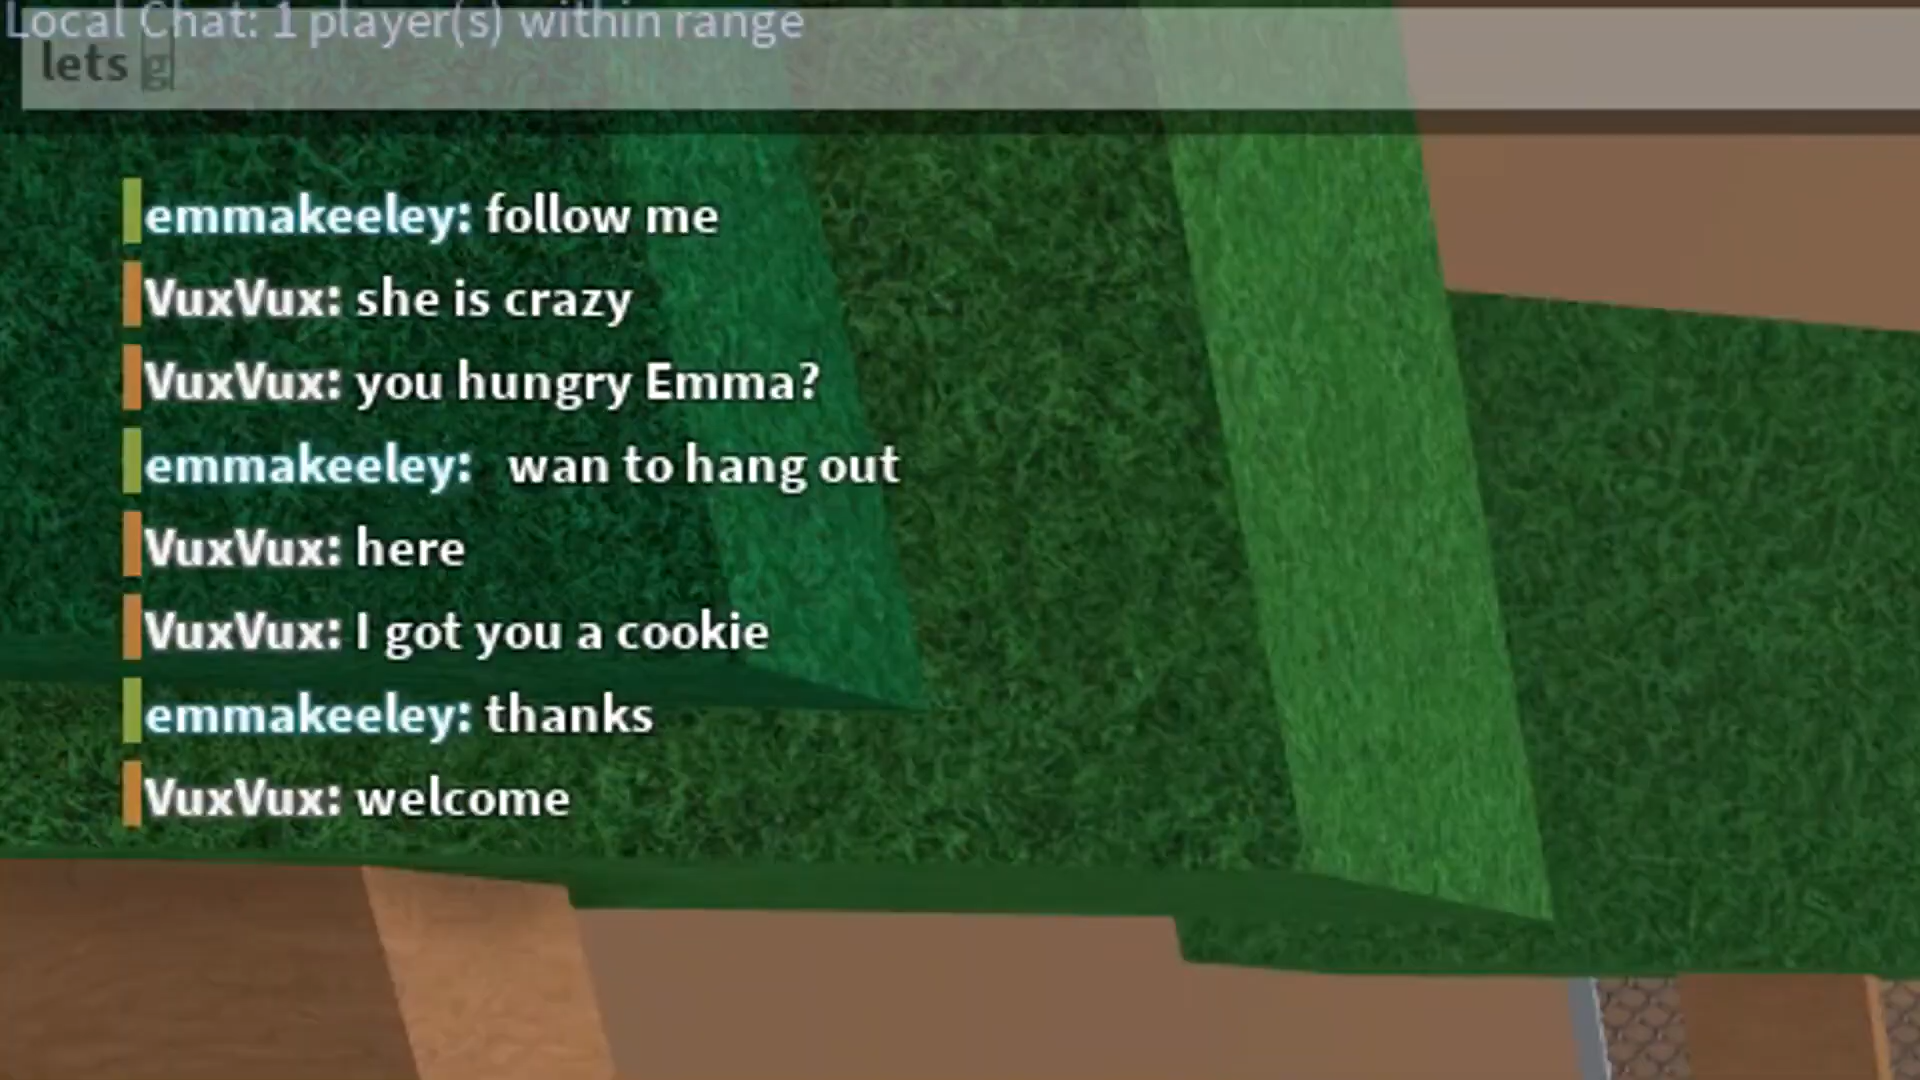 Local Chat: 1 player(s) within range
lets g
emmakeeley: follow me
VuxVux: she is crazy
VuxVux: you hungry Emma?
emmakeeley: wan to hang out
VuxVux: here
VuxVux: I got you a cookie
emmakeeley: thanks
VuxVux: welcome